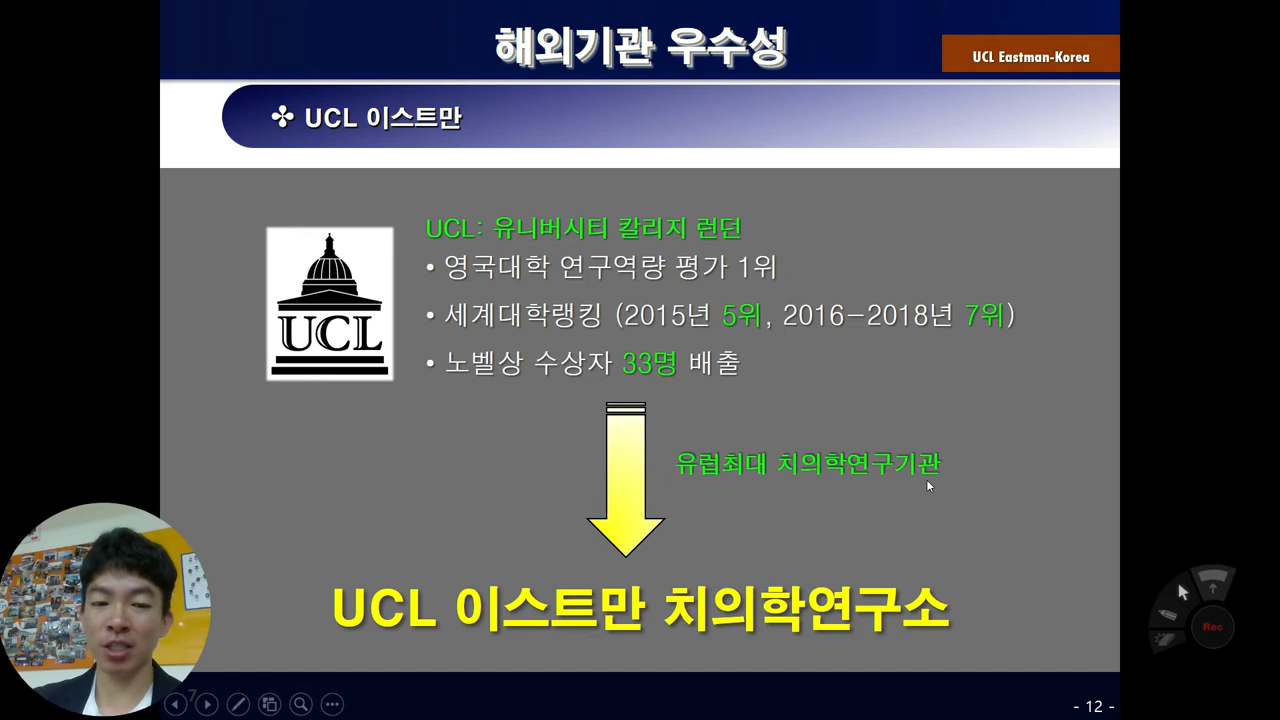 해외기관 우수성
UCL Eastman-Korea
✤ UCL 이스트만
UCL: 유니버시티 칼리지 런던
• 영국대학 연구역량 평가 1위
• 세계대학랭킹 (2015년 5위, 2016-2018년 7위)
• 노벨상 수상자 33명 배출
UCL
유럽최대 치의학연구기관
UCL 이스트만 치의학연구소
7
- 12 -
Rec